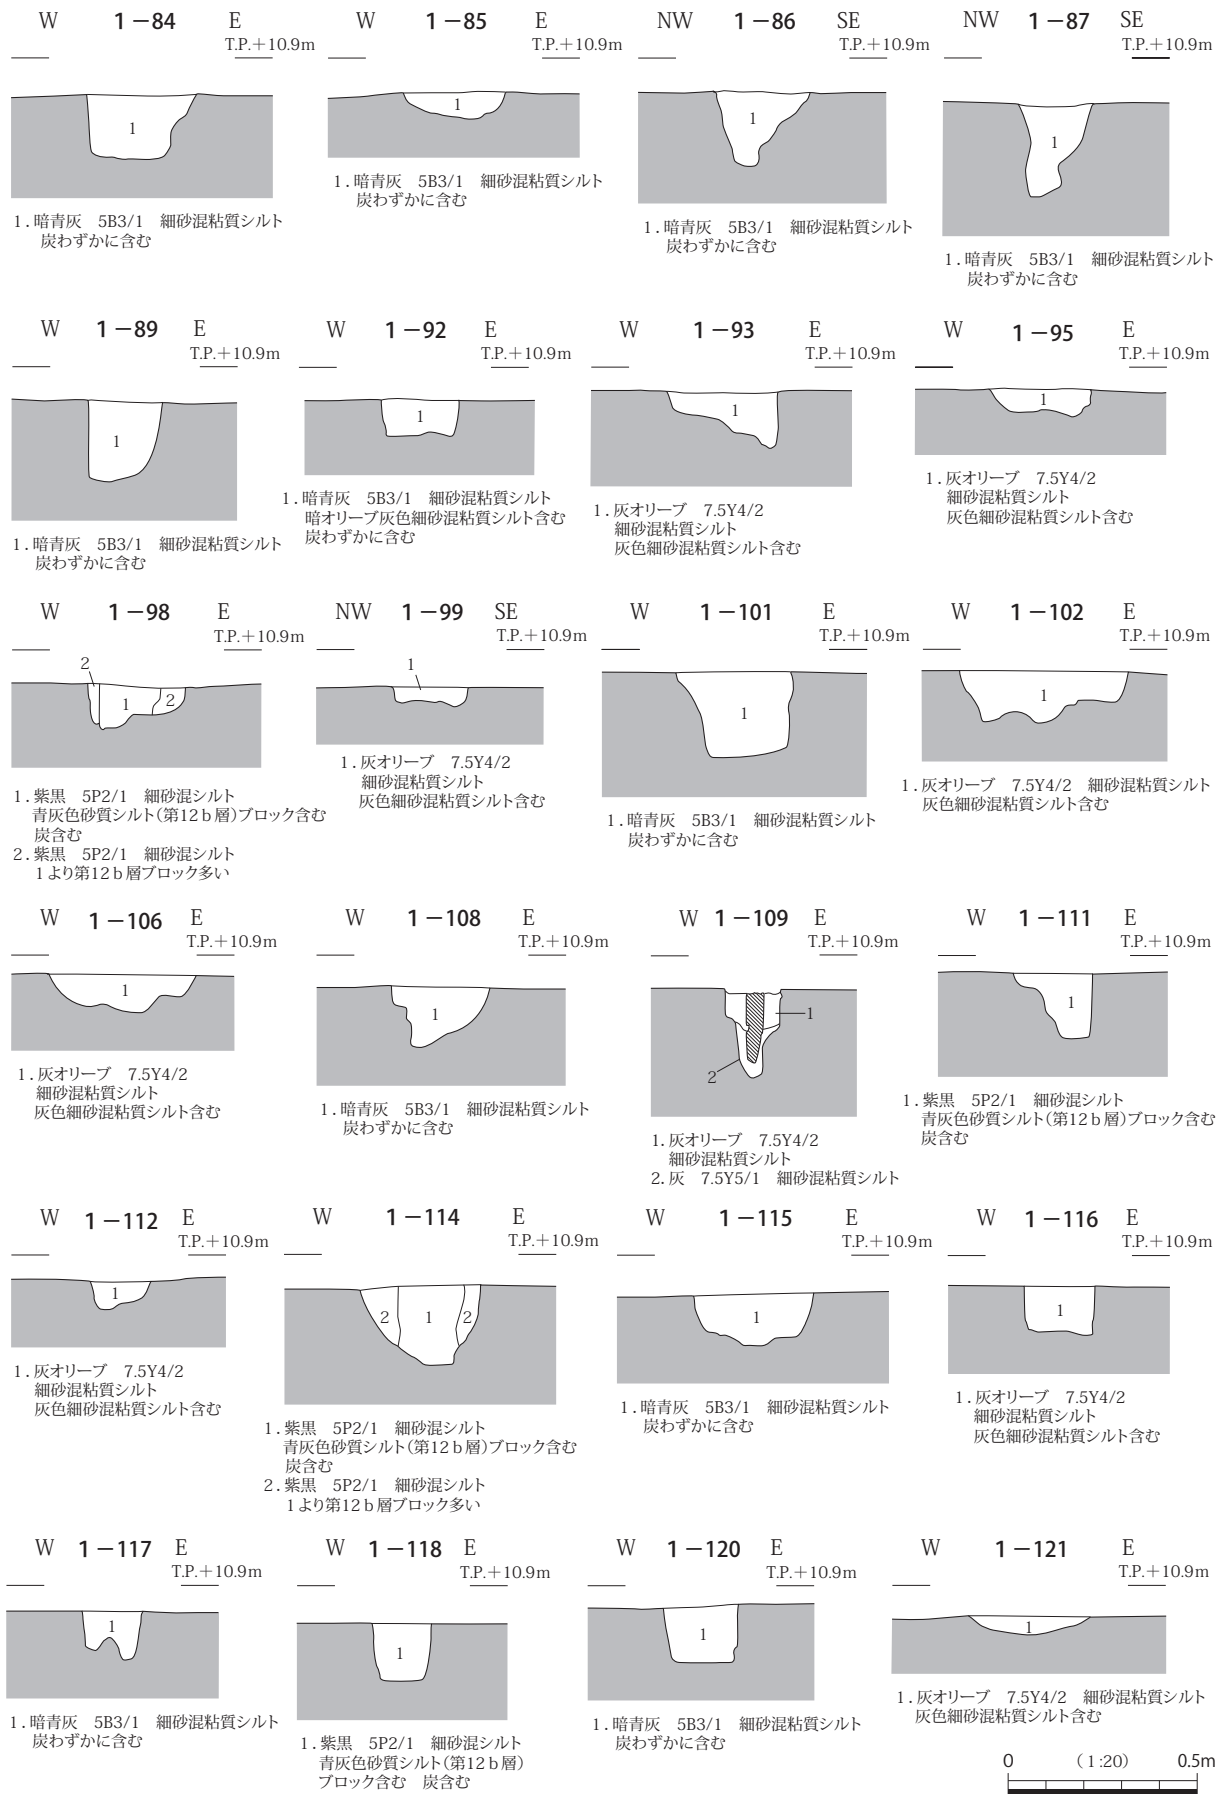 W 1－84 E
T.P.＋10.9m
1
1．暗青灰　5B3/1　細砂混粘質シルト
炭わずかに含む
W 1－85 E
T.P.＋10.9m
1
1．暗青灰　5B3/1　細砂混粘質シルト
炭わずかに含む
NW 1－86 SE
T.P.＋10.9m
1
1．暗青灰　5B3/1　細砂混粘質シルト
炭わずかに含む
NW 1－87 SE
T.P.＋10.9m
1
1．暗青灰　5B3/1　細砂混粘質シルト
炭わずかに含む
W 1－89 E
T.P.＋10.9m
1
1．暗青灰　5B3/1　細砂混粘質シルト
炭わずかに含む
W 1－92 E
T.P.＋10.9m
1
1．暗青灰　5B3/1　細砂混粘質シルト
暗オリーブ灰色細砂混粘質シルト含む
炭わずかに含む
W 1－93 E
T.P.＋10.9m
1
1．灰オリーブ　7.5Y4/2
細砂混粘質シルト
灰色細砂混粘質シルト含む
W 1－95 E
T.P.＋10.9m
1
1．灰オリーブ　7.5Y4/2
細砂混粘質シルト
灰色細砂混粘質シルト含む
W 1－98 E
T.P.＋10.9m
2
1 2
1．紫黒　5P2/1　細砂混シルト
青灰色砂質シルト(第12ｂ層)ブロック含む
炭含む
2．紫黒　5P2/1　細砂混シルト
1より第12ｂ層ブロック多い
NW 1－99 SE
T.P.＋10.9m
1
1．灰オリーブ　7.5Y4/2
細砂混粘質シルト
灰色細砂混粘質シルト含む
W 1－101 E
T.P.＋10.9m
1
1．暗青灰　5B3/1　細砂混粘質シルト
炭わずかに含む
W 1－102 E
T.P.＋10.9m
1
1．灰オリーブ　7.5Y4/2　細砂混粘質シルト
灰色細砂混粘質シルト含む
W 1－106 E
T.P.＋10.9m
1
1．灰オリーブ　7.5Y4/2
細砂混粘質シルト
灰色細砂混粘質シルト含む
W 1－108 E
T.P.＋10.9m
1
1．暗青灰　5B3/1　細砂混粘質シルト
炭わずかに含む
W 1－109 E
T.P.＋10.9m
1
2
1．灰オリーブ　7.5Y4/2
細砂混粘質シルト
2．灰　7.5Y5/1　細砂混粘質シルト
W 1－111 E
T.P.＋10.9m
1
1．紫黒　5P2/1　細砂混シルト
青灰色砂質シルト(第12ｂ層)ブロック含む
炭含む
W 1－112 E
T.P.＋10.9m
1
1．灰オリーブ　7.5Y4/2
細砂混粘質シルト
灰色細砂混粘質シルト含む
W 1－114 E
T.P.＋10.9m
2 1 2
1．紫黒　5P2/1　細砂混シルト
青灰色砂質シルト(第12ｂ層)ブロック含む
炭含む
2．紫黒　5P2/1　細砂混シルト
1より第12ｂ層ブロック多い
W 1－115 E
T.P.＋10.9m
1
1．暗青灰　5B3/1　細砂混粘質シルト
炭わずかに含む
W 1－116 E
T.P.＋10.9m
1
1．灰オリーブ　7.5Y4/2
細砂混粘質シルト
灰色細砂混粘質シルト含む
W 1－117 E
T.P.＋10.9m
1
1．暗青灰　5B3/1　細砂混粘質シルト
炭わずかに含む
W 1－118 E
T.P.＋10.9m
1
1．紫黒　5P2/1　細砂混シルト
青灰色砂質シルト(第12ｂ層)
ブロック含む　炭含む
W 1－120 E
T.P.＋10.9m
1
1．暗青灰　5B3/1　細砂混粘質シルト
炭わずかに含む
W 1－121 E
T.P.＋10.9m
1
1．灰オリーブ　7.5Y4/2　細砂混粘質シルト
灰色細砂混粘質シルト含む
0 （1:20） 0.5m